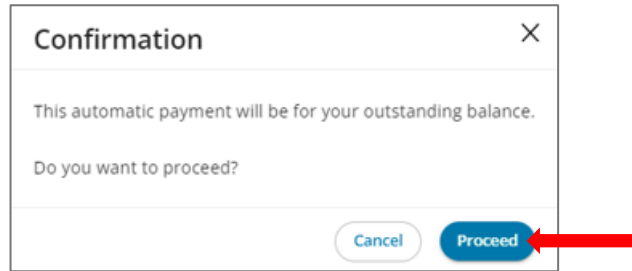 Confirmation
This automatic payment will be for your outstanding balance.
Do you want to proceed?
Cancel
Proceed